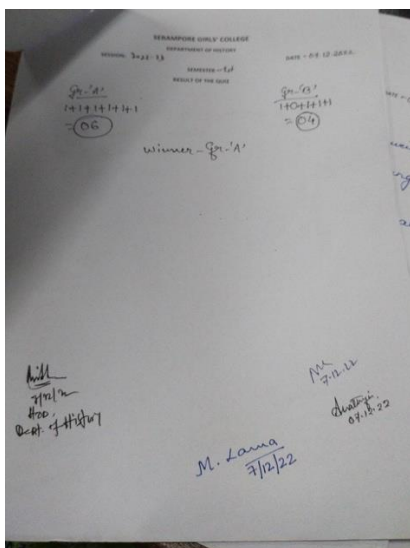 SERAMPORE GIRLS' COLLEGE
DEPARTMENT OF HISTORY
SESSION: 2022-23
DATE - 07.12.2022
SEMESTER -
RESULT OF THE QUIZ
Gr-'A'
1+1+1+1+1+1
= 06
Gr-'B'
1+0+1+1+1
= 04
Winner - Gr-'A'
7/12/22
HOD,
Dept. of History
7.12.22
07.12.22
M. Lama
7/12/22